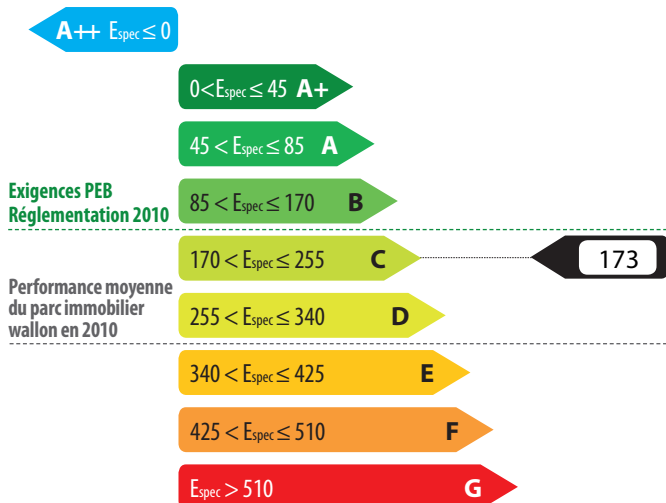 A++ Espec ≤ 0
0<Espec ≤ 45 A+
45 < Espec ≤ 85 A
Exigences PEB
Réglementation 2010
85 < Espec ≤ 170 B
170 < Espec ≤ 255 C
173
Performance moyenne
du parc immobilier
wallon en 2010
255 < Espec ≤ 340 D
340 < Espec ≤ 425 E
425 < Espec ≤ 510 F
Espec > 510 G